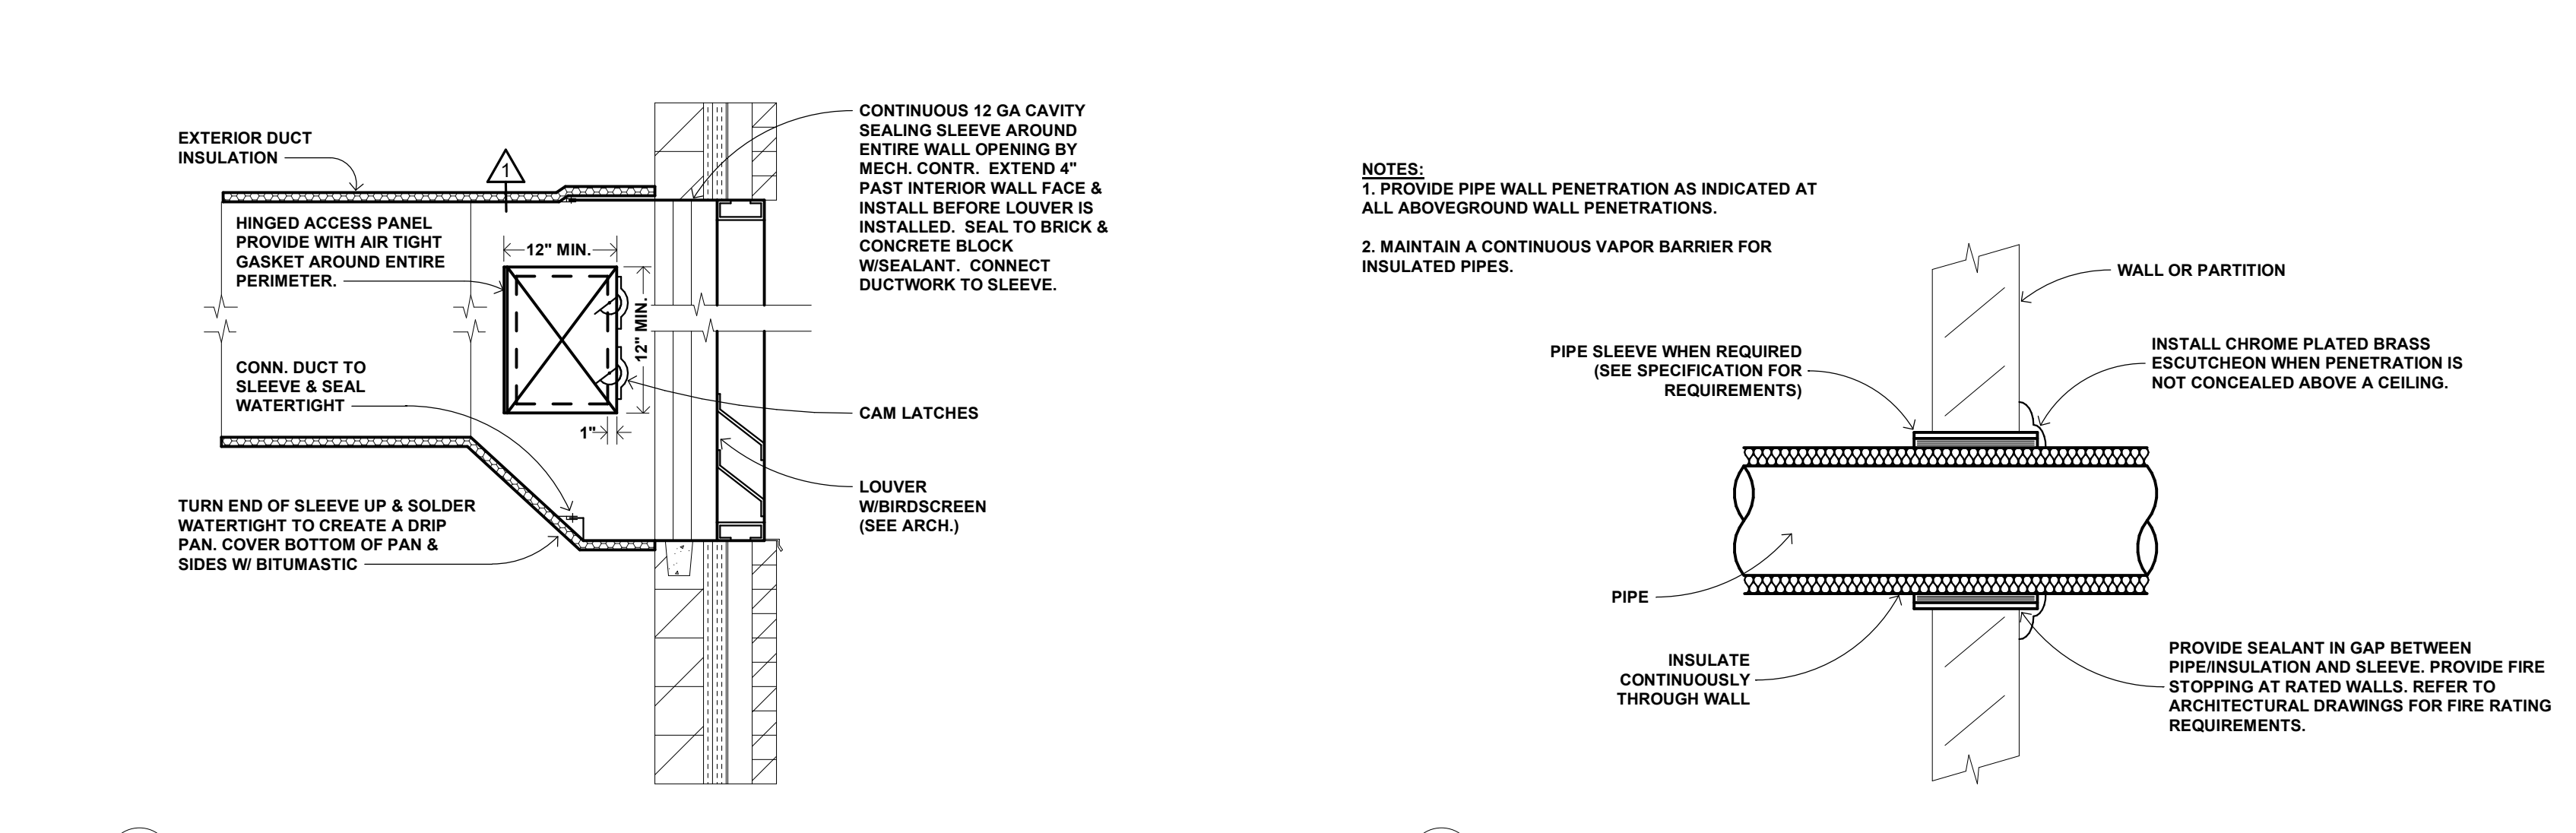 EXTERIOR DUCT
INSULATION
1
HINGED ACCESS PANEL
PROVIDE WITH AIR TIGHT
GASKET AROUND ENTIRE
PERIMETER.
12" MIN.
12" MIN.
1"
CONN. DUCT TO
SLEEVE & SEAL
WATERTIGHT
TURN END OF SLEEVE UP & SOLDER
WATERTIGHT TO CREATE A DRIP
PAN. COVER BOTTOM OF PAN &
SIDES W/ BITUMASTIC
CONTINUOUS 12 GA CAVITY
SEALING SLEEVE AROUND
ENTIRE WALL OPENING BY
MECH. CONTR. EXTEND 4"
PAST INTERIOR WALL FACE &
INSTALL BEFORE LOUVER IS
INSTALLED. SEAL TO BRICK &
CONCRETE BLOCK
W/SEALANT. CONNECT
DUCTWORK TO SLEEVE.
CAM LATCHES
LOUVER
W/BIRDSCREEN
(SEE ARCH.)
NOTES:
1. PROVIDE PIPE WALL PENETRATION AS INDICATED AT
ALL ABOVEGROUND WALL PENETRATIONS.
2. MAINTAIN A CONTINUOUS VAPOR BARRIER FOR
INSULATED PIPES.
WALL OR PARTITION
PIPE SLEEVE WHEN REQUIRED
(SEE SPECIFICATION FOR
REQUIREMENTS)
INSTALL CHROME PLATED BRASS
ESCUTCHEON WHEN PENETRATION IS
NOT CONCEALED ABOVE A CEILING.
PIPE
INSULATE
CONTINUOUSLY
THROUGH WALL
PROVIDE SEALANT IN GAP BETWEEN
PIPE/INSULATION AND SLEEVE. PROVIDE FIRE
STOPPING AT RATED WALLS. REFER TO
ARCHITECTURAL DRAWINGS FOR FIRE RATING
REQUIREMENTS.